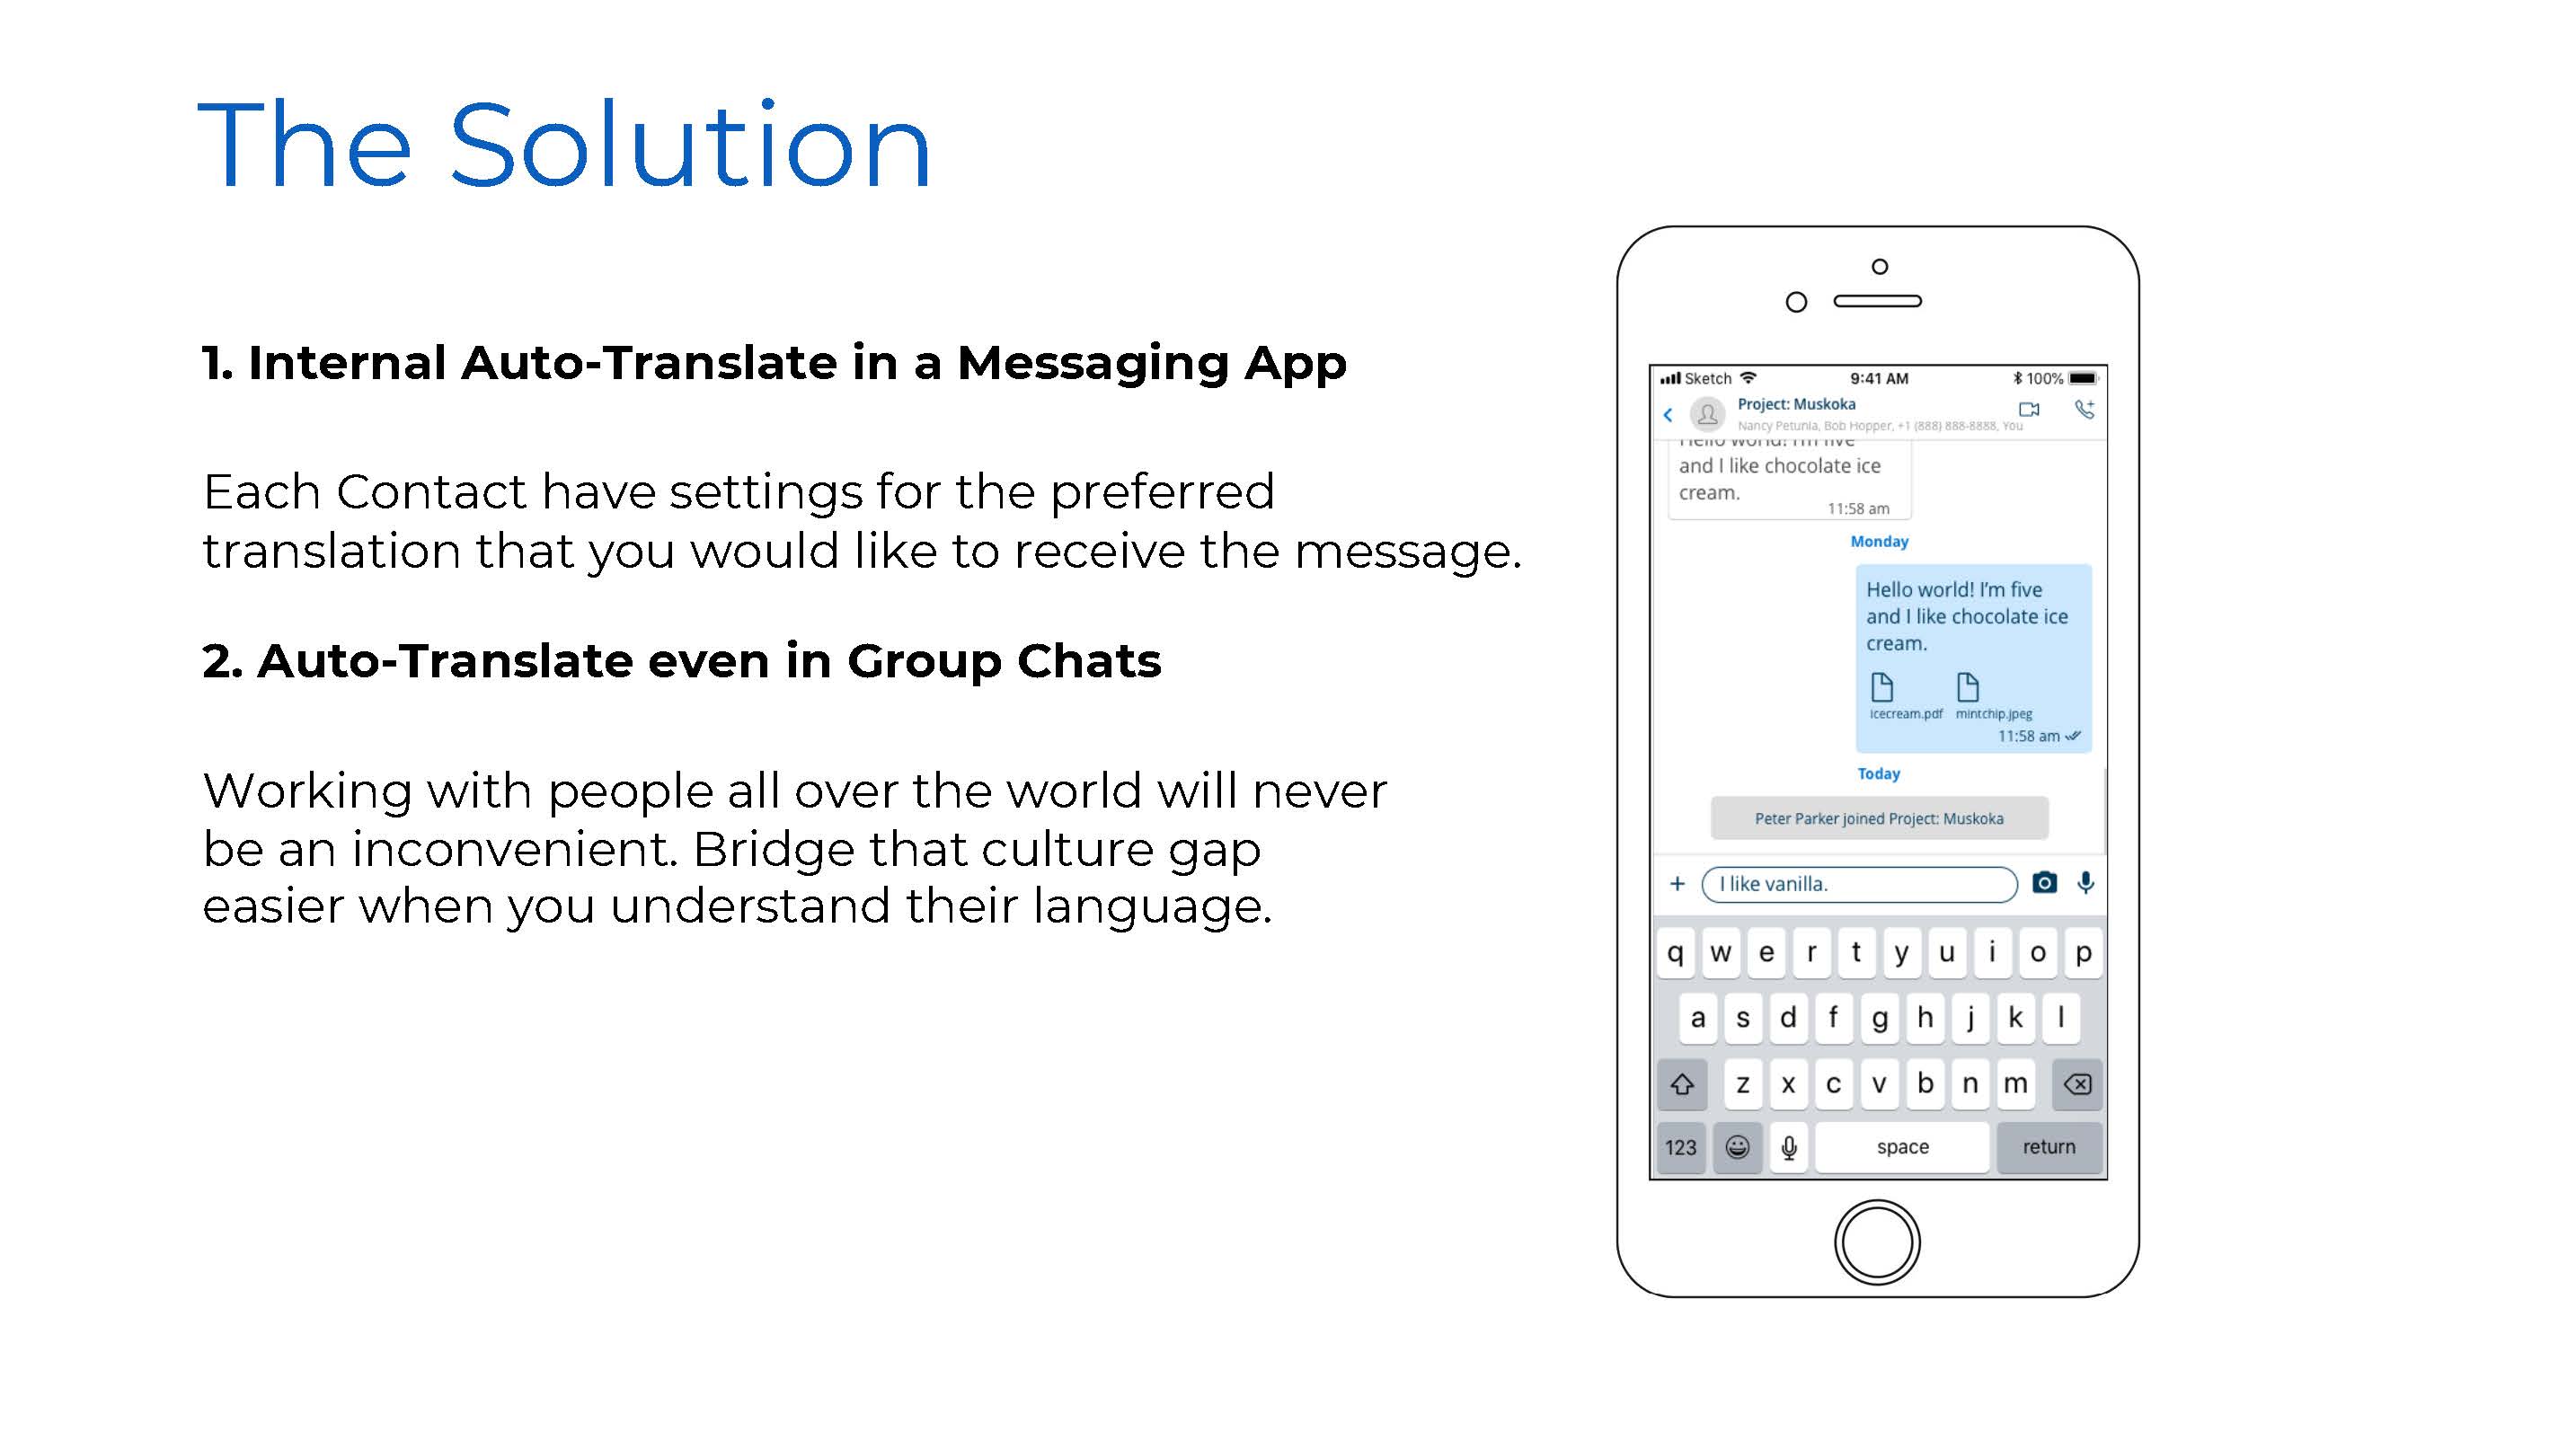 The Solution
1. Internal Auto-Translate in a Messaging App
Each Contact have settings for the preferred
translation that you would like to receive the message.
2. Auto-Translate even in Group Chats
Working with people all over the world will never
be an inconvenient. Bridge that culture gap
easier when you understand their language.
Sketch 9:41 AM 100%
Project: Muskoka
Nancy Petunia, Bob Hopper, +1 (888) 888-8888, You
Hello world! I'm five
and I like chocolate ice
cream.
11:58 am
Monday
Hello world! I'm five
and I like chocolate ice
cream.
icecream.pdf mintchip.jpeg
11:58 am
Today
Peter Parker joined Project: Muskoka
+ I like vanilla.
q w e r t y u i o p
a s d f g h j k l
z x c v b n m
123 space return